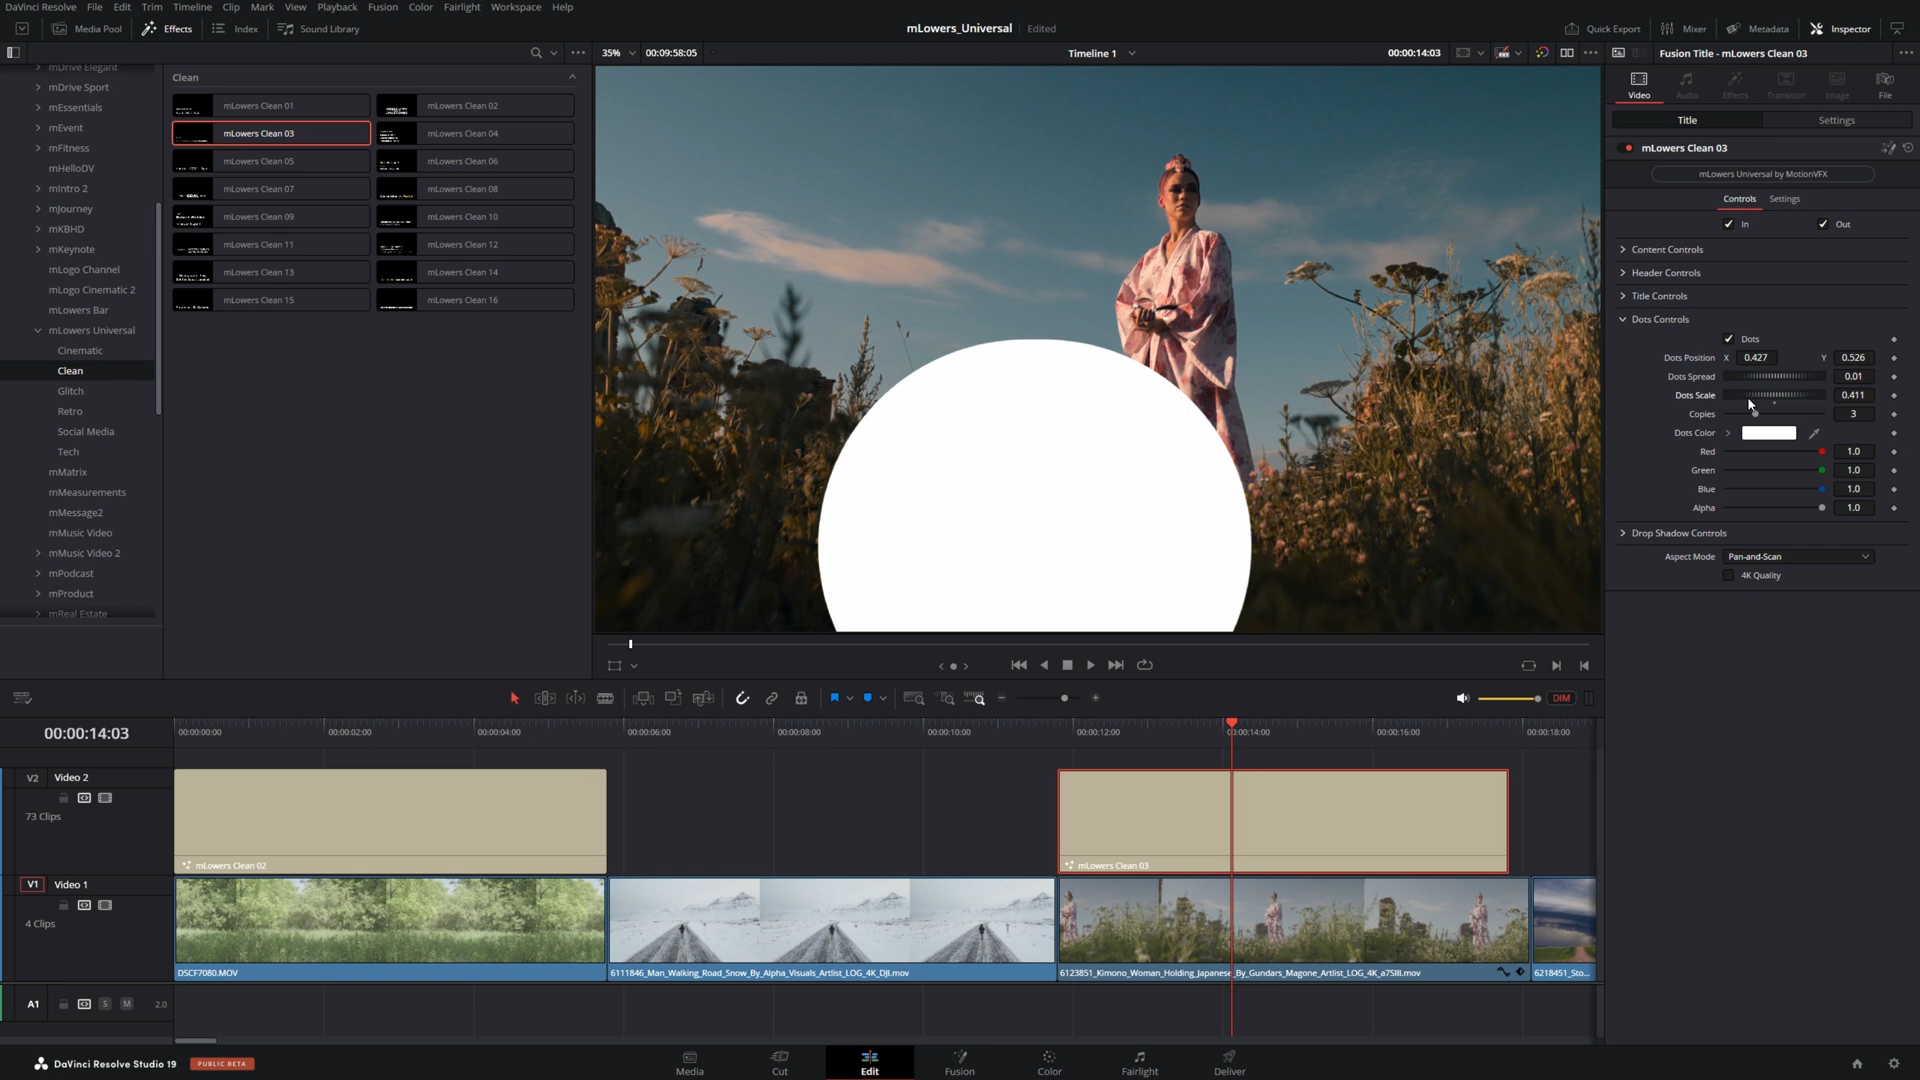 DaVinci Resolve File Edit Trim Timeline Clip Mark View Playback Fusion Color Fairlight Workspace Help
Media Pool Effects Index Sound Library mLowers_Universal Edited Quick Export Mixer Metadata Inspector
35% 00:09:58:05 Timeline 1 00:00:14:03 Fusion Title - mLowers Clean 03
mDrive Elegant
mDrive Sport
mEssentials
mEvent
mFitness
mHelloDV
mIntro 2
mJourney
mKBHD
mKeynote
mLogo Channel
mLogo Cinematic 2
mLowers Bar
mLowers Universal
Cinematic
Clean
Glitch
Retro
Social Media
Tech
mMatrix
mMeasurements
mMessage2
mMusic Video
mMusic Video 2
mPodcast
mProduct
mReal Estate
Clean
mLowers Clean 01 mLowers Clean 02
mLowers Clean 03 mLowers Clean 04
mLowers Clean 05 mLowers Clean 06
mLowers Clean 07 mLowers Clean 08
mLowers Clean 09 mLowers Clean 10
mLowers Clean 11 mLowers Clean 12
mLowers Clean 13 mLowers Clean 14
mLowers Clean 15 mLowers Clean 16
Video Audio Effects Transition Image File
Title Settings
mLowers Clean 03
mLowers Universal by MotionVFX
Controls Settings
In Out
Content Controls
Header Controls
Title Controls
Dots Controls
Dots
Dots Position X 0.427 Y 0.526
Dots Spread 0.01
Dots Scale 0.411
Copies 3
Dots Color
Red 1.0
Green 1.0
Blue 1.0
Alpha 1.0
Drop Shadow Controls
Aspect Mode Pan-and-Scan
4K Quality
DIM
00:00:14:03 00:00:00:00 00:00:02:00 00:00:04:00 00:00:06:00 00:00:08:00 00:00:10:00 00:00:12:00 00:00:14:00 00:00:16:00 00:00:18:00
V2 Video 2
73 Clips
mLowers Clean 02 mLowers Clean 03
V1 Video 1
4 Clips
DSCF7080.MOV 6111846_Man_Walking_Road_Snow_By_Alpha_Visuals_Artlist_LOG_4K_DJI.mov 6123851_Kimono_Woman_Holding_Japanese_By_Gundars_Magone_Artlist_LOG_4K_a7SIII.mov 6218451_Sto...
A1 S M 2.0
DaVinci Resolve Studio 19 PUBLIC BETA Media Cut Edit Fusion Color Fairlight Deliver